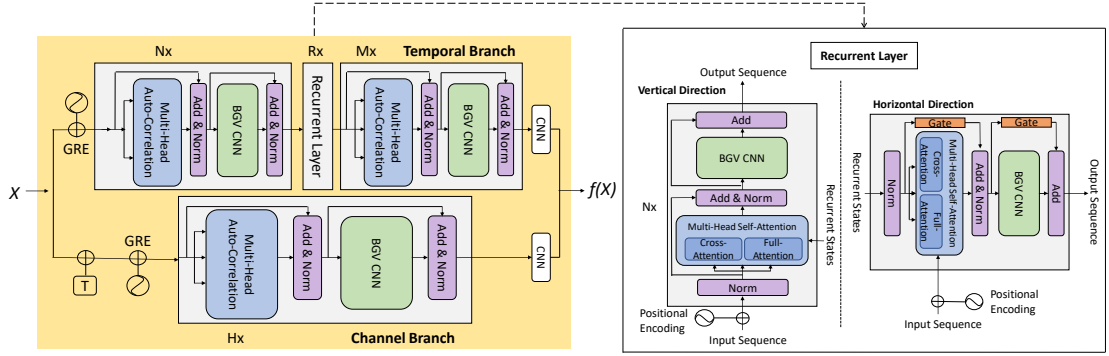 Nx
Rx
Mx
Temporal Branch
Multi-Head
Auto-Correlation
Add & Norm
BGV CNN
Add & Norm
Recurrent Layer
Multi-Head
Auto-Correlation
Add & Norm
BGV CNN
Add & Norm
CNN
GRE
X
f(X)
GRE
T
Multi-Head
Auto-Correlation
Add & Norm
BGV CNN
Add & Norm
CNN
Hx
Channel Branch
Recurrent Layer
Output Sequence
Vertical Direction
Add
BGV CNN
Add & Norm
Nx
Multi-Head Self-Attention
Cross-
Attention
Full-
Attention
Recurrent States
Norm
Positional
Encoding
Input Sequence
Horizontal Direction
Gate
Gate
Recurrent States
Norm
Cross-
Attention
Full-
Attention
Multi-Head Self-Attention
Add & Norm
BGV CNN
Add
Output
Sequence
Positional
Encoding
Input Sequence